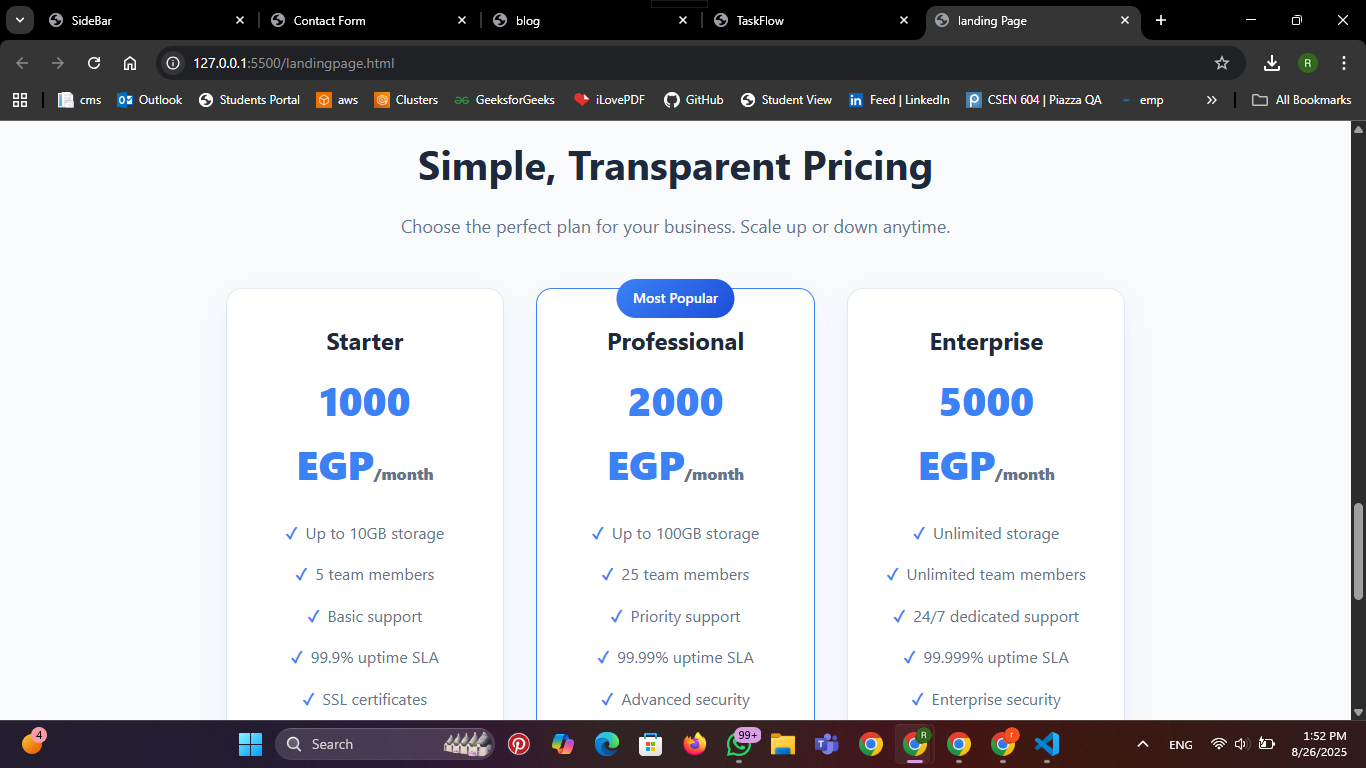 SideBar
Contact Form
blog
TaskFlow
landing Page
127.0.0.1:5500/landingpage.html
R
cms
Outlook
Students Portal
aws
Clusters
GeeksforGeeks
iLovePDF
GitHub
Student View
Feed | LinkedIn
CSEN 604 | Piazza QA
emp
All Bookmarks
Simple, Transparent Pricing
Choose the perfect plan for your business. Scale up or down anytime.
Starter
1000
EGP/month
✓ Up to 10GB storage
✓ 5 team members
✓ Basic support
✓ 99.9% uptime SLA
✓ SSL certificates
Most Popular
Professional
2000
EGP/month
✓ Up to 100GB storage
✓ 25 team members
✓ Priority support
✓ 99.99% uptime SLA
✓ Advanced security
Enterprise
5000
EGP/month
✓ Unlimited storage
✓ Unlimited team members
✓ 24/7 dedicated support
✓ 99.999% uptime SLA
✓ Enterprise security
4
Search
99+
R
r
ENG
1:52 PM
8/26/2025